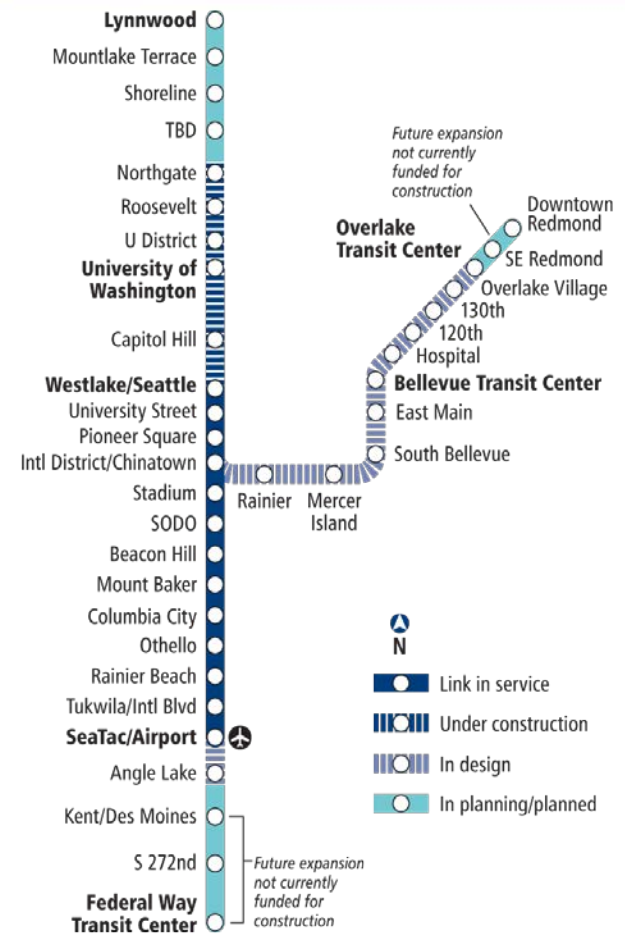 Lynnwood
Mountlake Terrace
Shoreline
TBD
Northgate
Roosevelt
U District
University of
Washington
Capitol Hill
Westlake/Seattle
University Street
Pioneer Square
Intl District/Chinatown
Stadium
SODO
Beacon Hill
Mount Baker
Columbia City
Othello
Rainier Beach
Tukwila/Intl Blvd
SeaTac/Airport
Angle Lake
Kent/Des Moines
S 272nd
Federal Way
Transit Center
Future expansion
not currently
funded for
construction
Rainier
Mercer
Island
South Bellevue
East Main
Bellevue Transit Center
Hospital
120th
130th
Overlake Village
Overlake
Transit Center
SE Redmond
Downtown
Redmond
Future expansion
not currently
funded for
construction
N
Link in service
Under construction
In design
In planning/planned